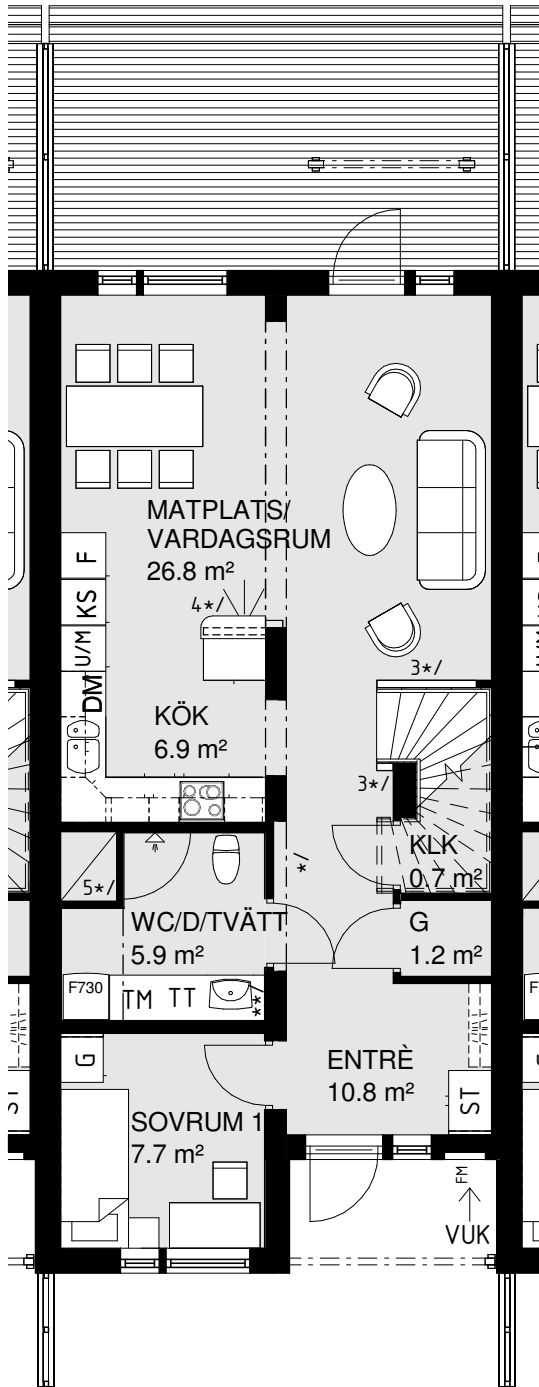 MATPLATS/
VARDAGSRUM
26.8 m²
F
KS
4*/
U/M
DM
3*/
KÖK
6.9 m²
3*/
KLK
0.7 m²
*/
5*/
WC/D/TVÄTT
5.9 m²
G
1.2 m²
F730
TM
TT
**/
G
ENTRÈ
10.8 m²
ST
ST
SOVRUM 1
7.7 m²
FM
VUK